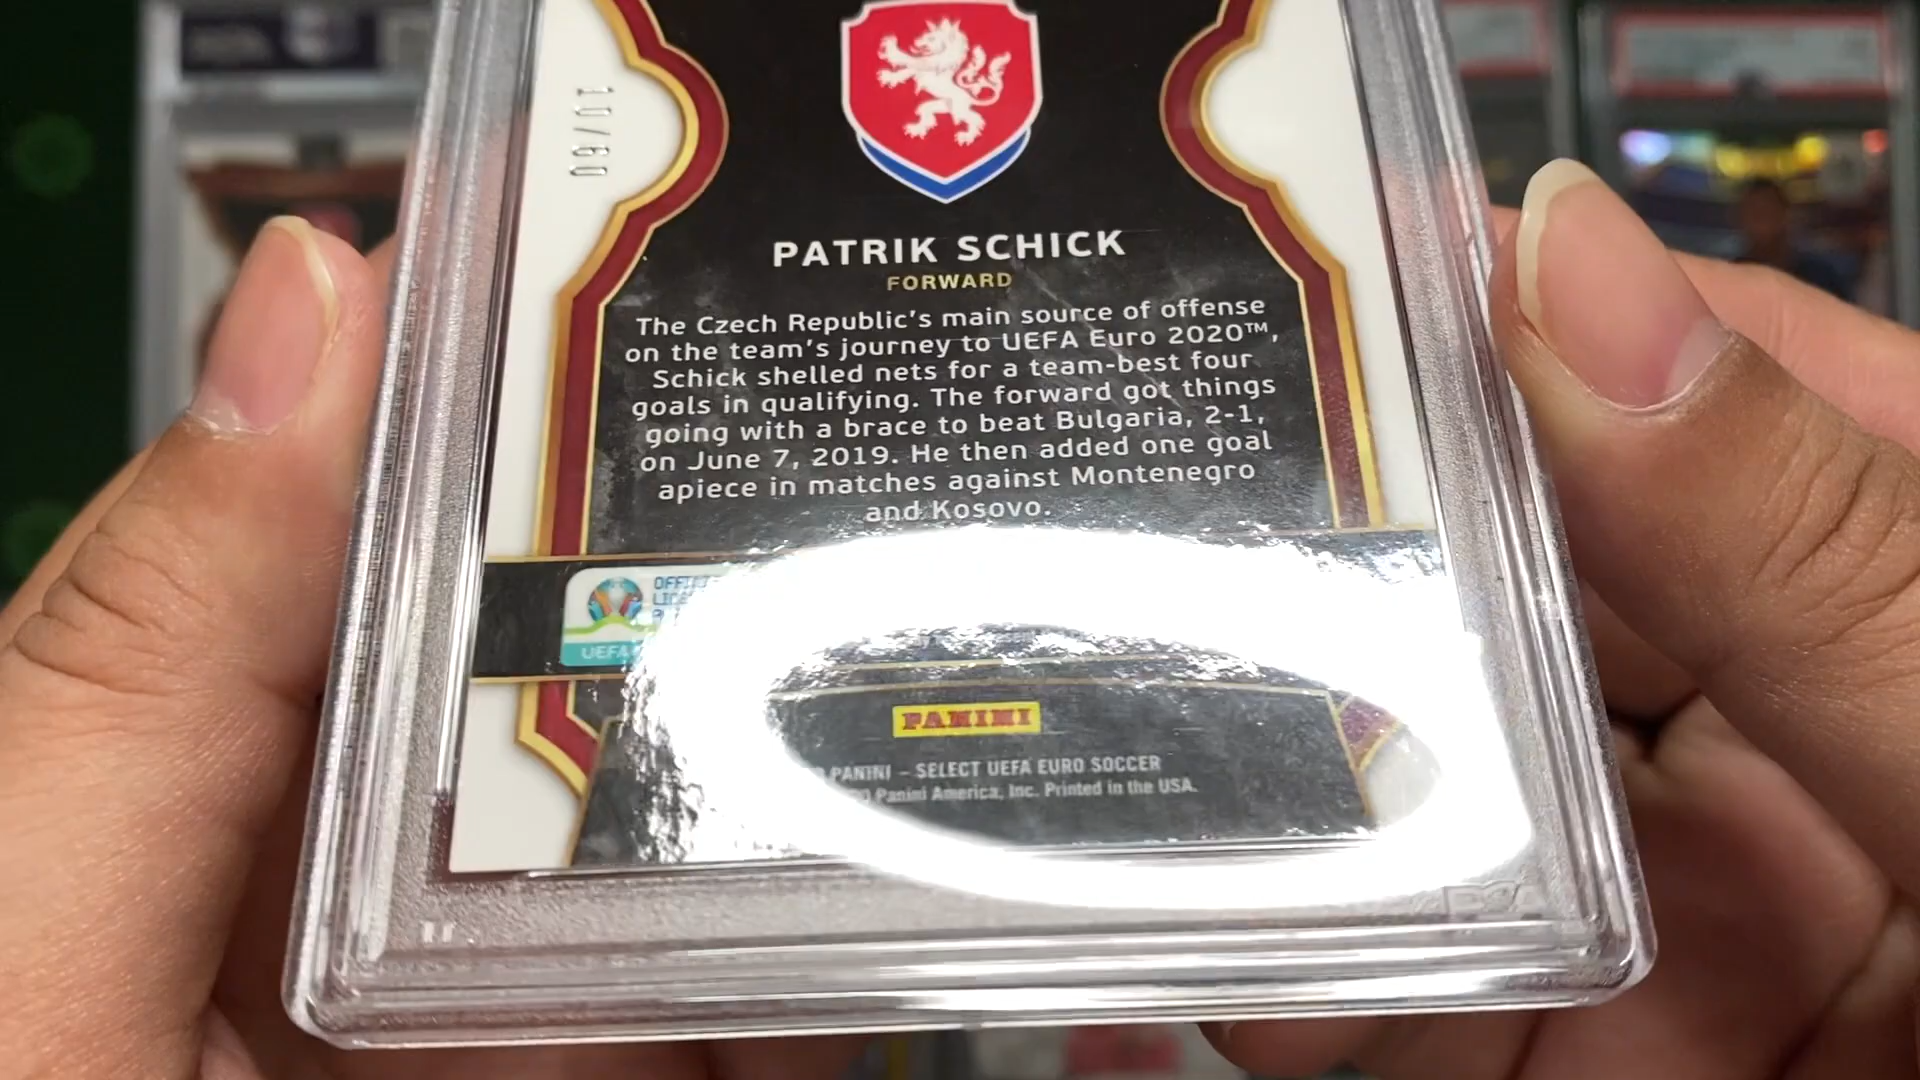 10/60
PATRIK SCHICK
FORWARD
The Czech Republic's main source of offense
on the team's journey to UEFA Euro 2020™,
Schick shelled nets for a team-best four
goals in qualifying. The forward got things
going with a brace to beat Bulgaria, 2-1,
on June 7, 2019. He then added one goal
apiece in matches against Montenegro
and Kosovo.
UEFA
PANINI
PANINI – SELECT UEFA EURO SOCCER
Panini America, Inc. Printed in the USA.
PSA